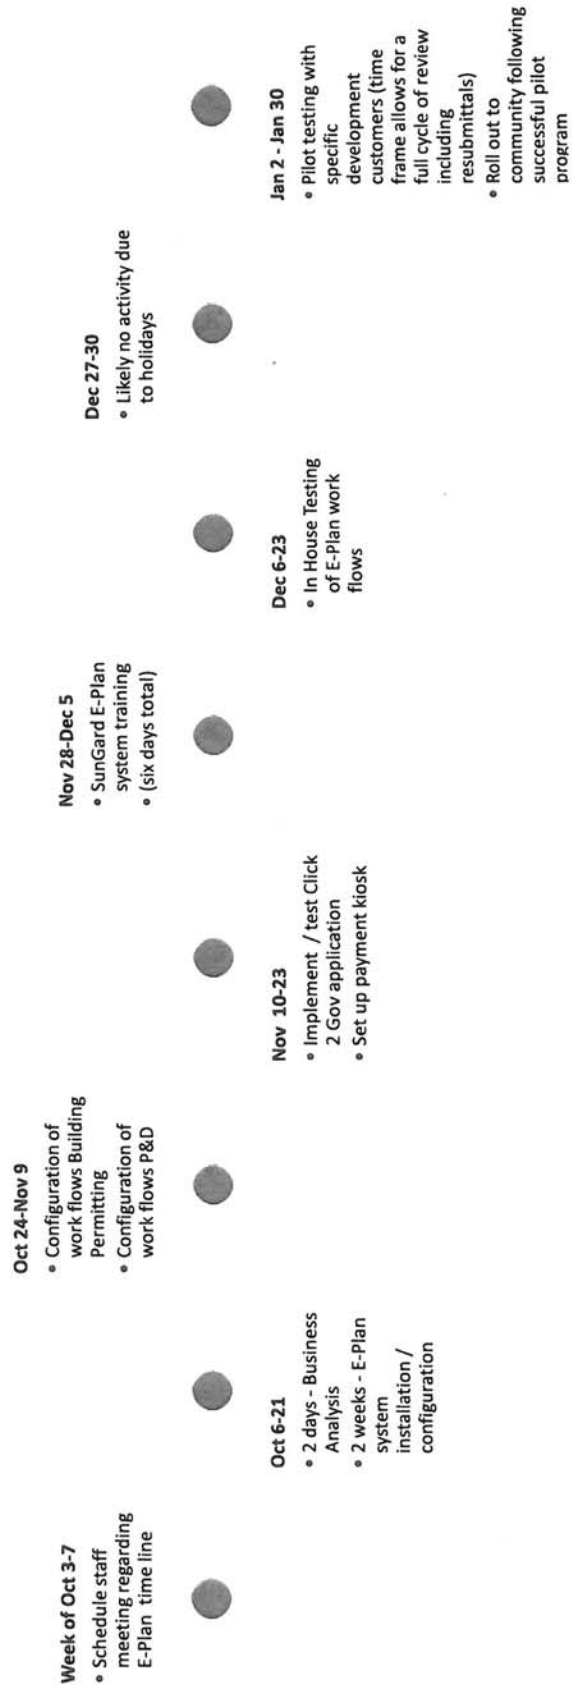 Week of Oct 3-7
• Schedule staff
meeting regarding
E-Plan time line
Oct 6-21
• 2 days - Business
Analysis
• 2 weeks - E-Plan
system
installation /
configuration
Oct 24-Nov 9
• Configuration of
work flows Building
Permitting
• Configuration of
work flows P&D
Nov 10-23
• Implement / test Click
2 Gov application
• Set up payment kiosk
Nov 28-Dec 5
• SunGard E-Plan
system training
• (six days total)
Dec 6-23
• In House Testing
of E-Plan work
flows
Dec 27-30
• Likely no activity due
to holidays
Jan 2 - Jan 30
• Pilot testing with
specific
development
customers (time
frame allows for a
full cycle of review
including
resubmittals)
• Roll out to
community following
successful pilot
program